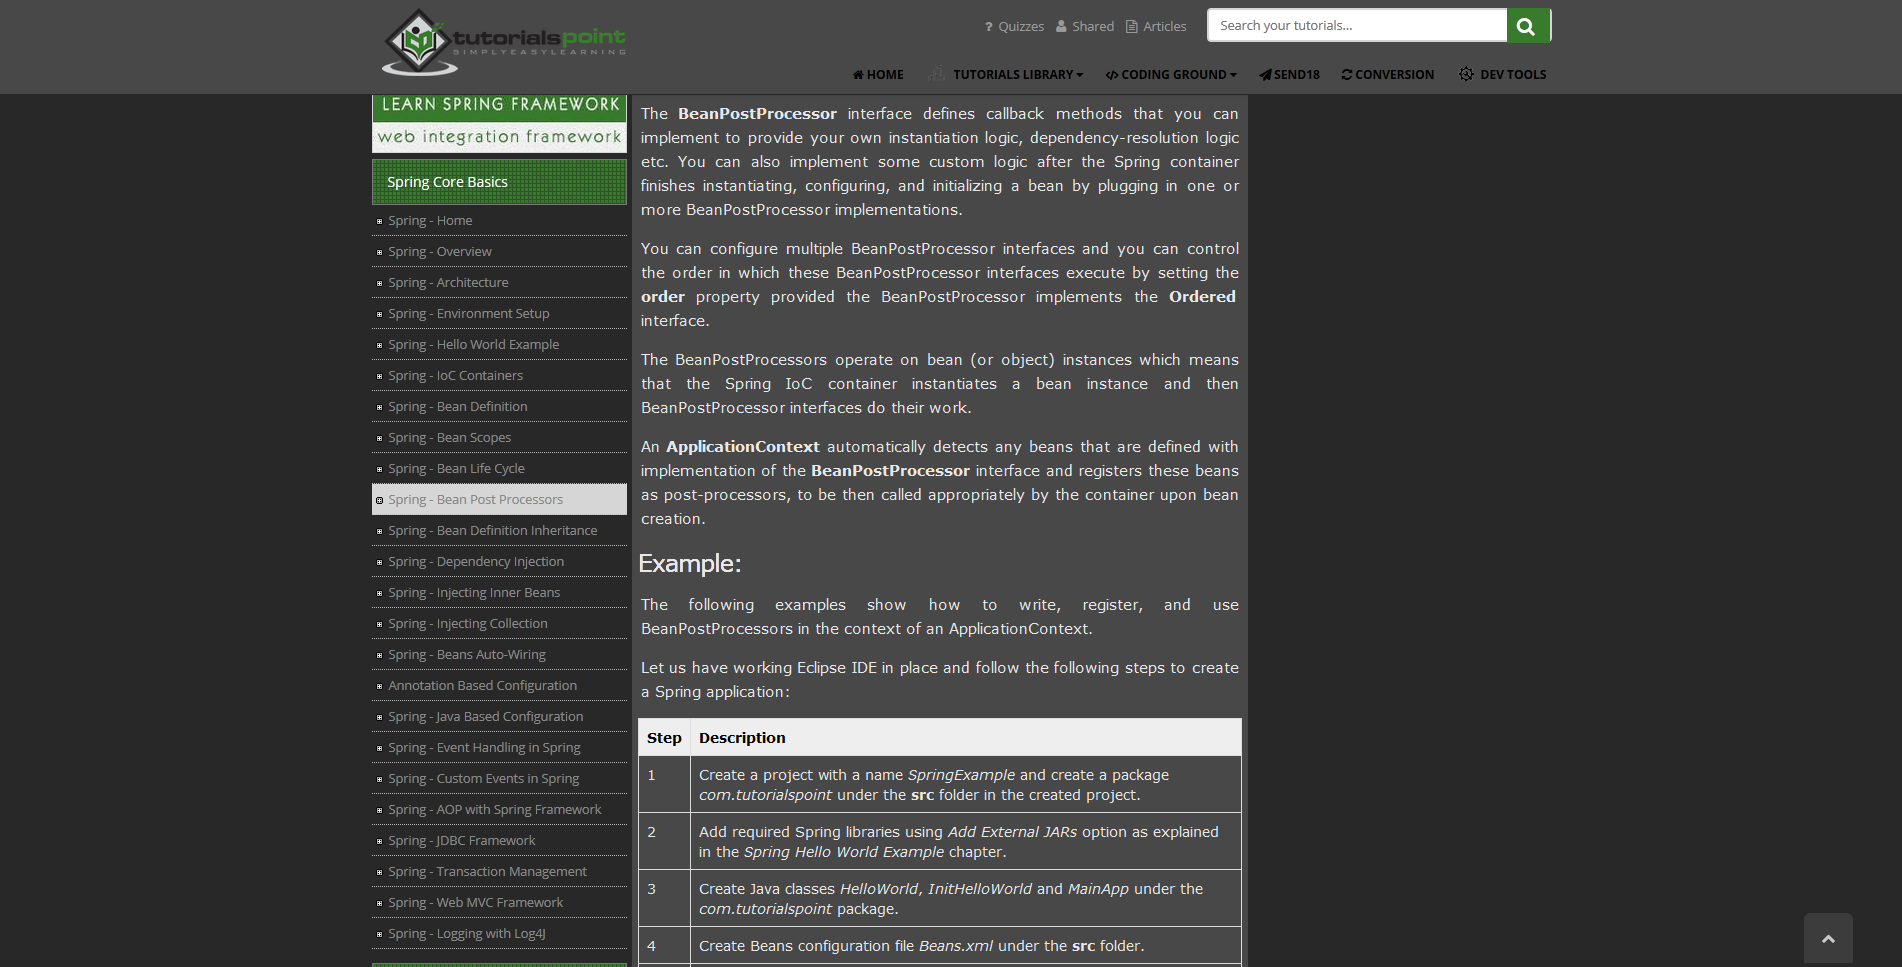 tutorialspoint
SIMPLYEASYLEARNING
? Quizzes Shared Articles
Search your tutorials...
HOME TUTORIALS LIBRARY CODING GROUND SEND18 CONVERSION DEV TOOLS
LEARN SPRING FRAMEWORK
web integration framework
Spring Core Basics
Spring - Home
Spring - Overview
Spring - Architecture
Spring - Environment Setup
Spring - Hello World Example
Spring - IoC Containers
Spring - Bean Definition
Spring - Bean Scopes
Spring - Bean Life Cycle
Spring - Bean Post Processors
Spring - Bean Definition Inheritance
Spring - Dependency Injection
Spring - Injecting Inner Beans
Spring - Injecting Collection
Spring - Beans Auto-Wiring
Annotation Based Configuration
Spring - Java Based Configuration
Spring - Event Handling in Spring
Spring - Custom Events in Spring
Spring - AOP with Spring Framework
Spring - JDBC Framework
Spring - Transaction Management
Spring - Web MVC Framework
Spring - Logging with Log4J
The BeanPostProcessor interface defines callback methods that you can
implement to provide your own instantiation logic, dependency-resolution logic
etc. You can also implement some custom logic after the Spring container
finishes instantiating, configuring, and initializing a bean by plugging in one or
more BeanPostProcessor implementations.
You can configure multiple BeanPostProcessor interfaces and you can control
the order in which these BeanPostProcessor interfaces execute by setting the
order property provided the BeanPostProcessor implements the Ordered
interface.
The BeanPostProcessors operate on bean (or object) instances which means
that the Spring IoC container instantiates a bean instance and then
BeanPostProcessor interfaces do their work.
An ApplicationContext automatically detects any beans that are defined with
implementation of the BeanPostProcessor interface and registers these beans
as post-processors, to be then called appropriately by the container upon bean
creation.
Example:
The following examples show how to write, register, and use
BeanPostProcessors in the context of an ApplicationContext.
Let us have working Eclipse IDE in place and follow the following steps to create
a Spring application:
Step Description
1 Create a project with a name SpringExample and create a package
com.tutorialspoint under the src folder in the created project.
2 Add required Spring libraries using Add External JARs option as explained
in the Spring Hello World Example chapter.
3 Create Java classes HelloWorld, InitHelloWorld and MainApp under the
com.tutorialspoint package.
4 Create Beans configuration file Beans.xml under the src folder.